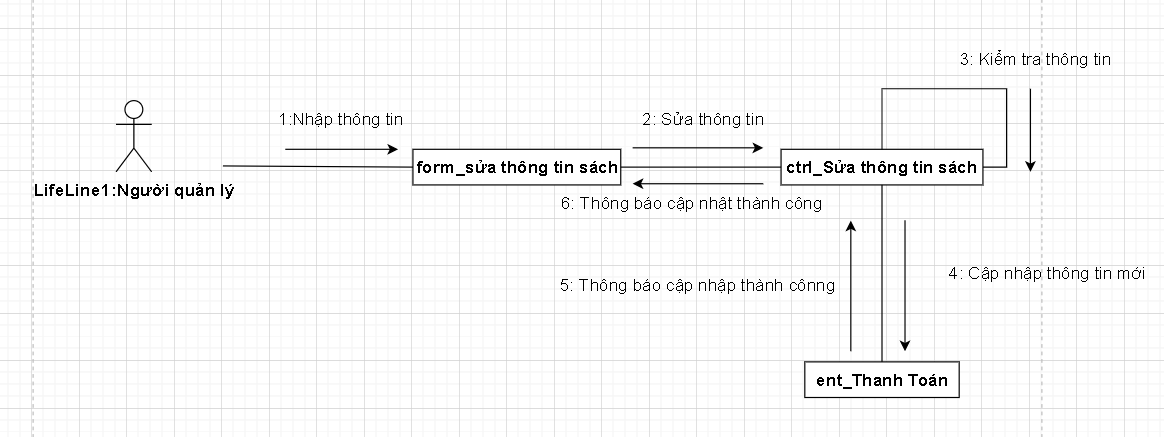 3: Kiểm tra thông tin
1:Nhập thông tin
2: Sửa thông tin
form_sửa thông tin sách
ctrl_Sửa thông tin sách
LifeLine1:Người quản lý
6: Thông báo cập nhật thành công
4: Cập nhập thông tin mới
5: Thông báo cập nhập thành cônng
ent_Thanh Toán